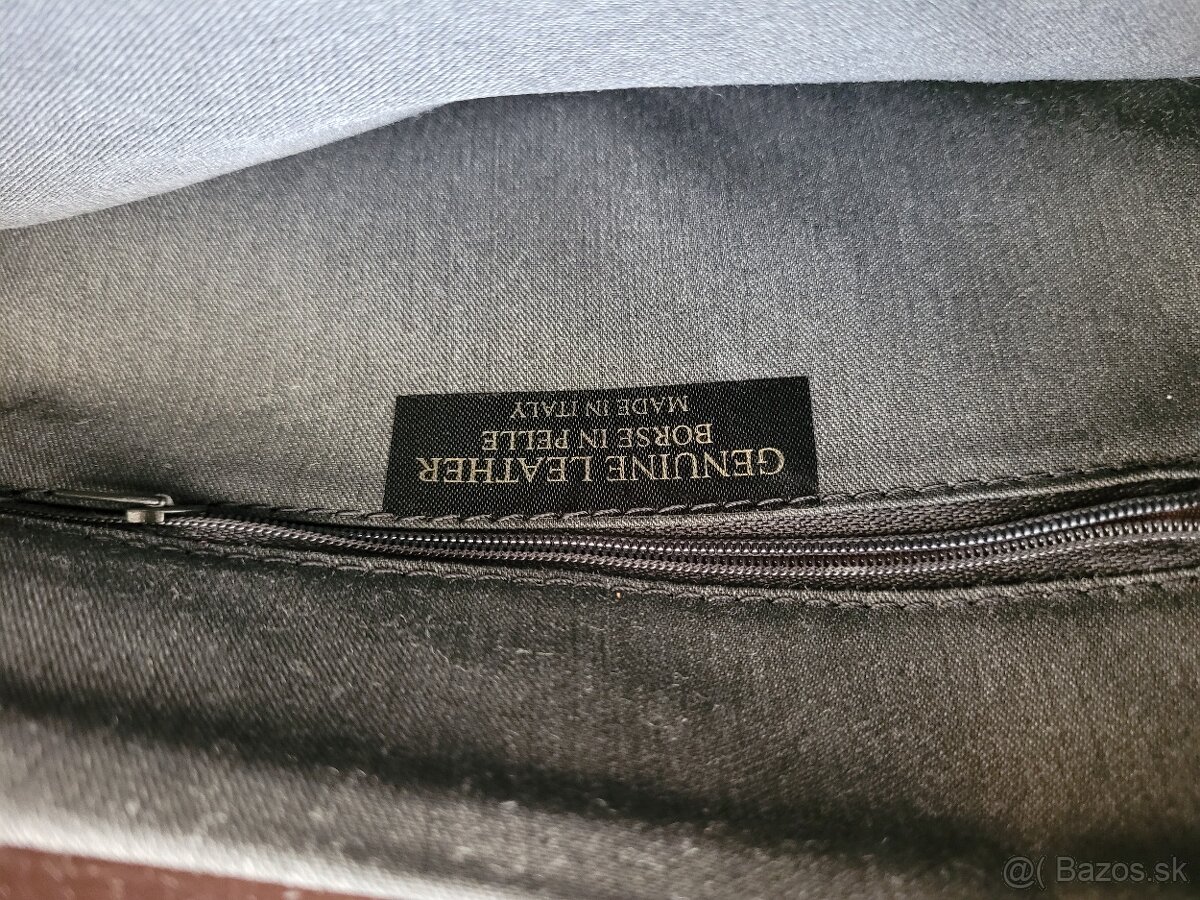 GENUINE LEATHER
BORSE IN PELLE
MADE IN ITALY
@( Bazos.sk